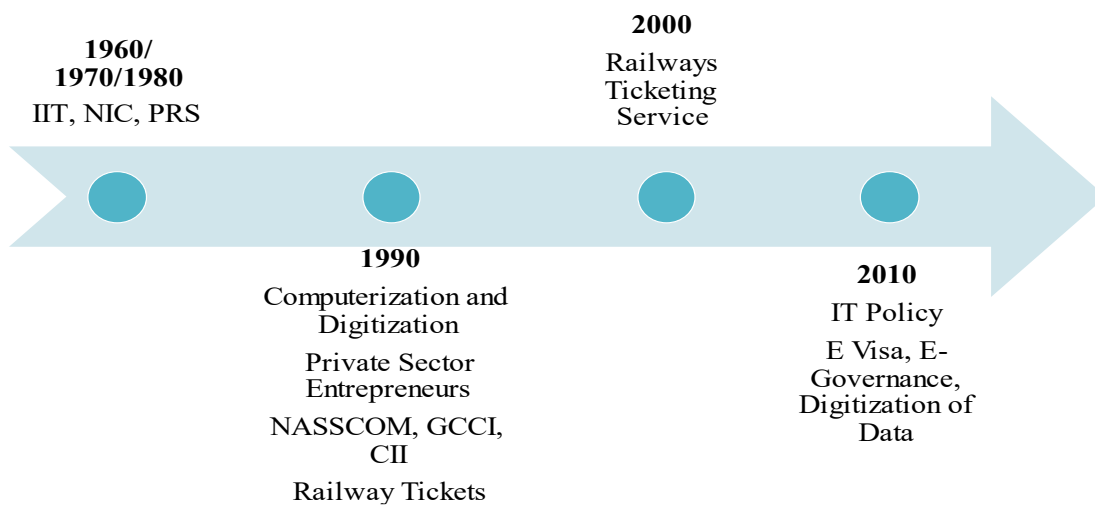 1960/
1970/1980
IIT, NIC, PRS
1990
Computerization and
Digitization
Private Sector
Entrepreneurs
NASSCOM, GCCI,
CII
Railway Tickets
2000
Railways
Ticketing
Service
2010
IT Policy
E Visa, E-
Governance,
Digitization of
Data